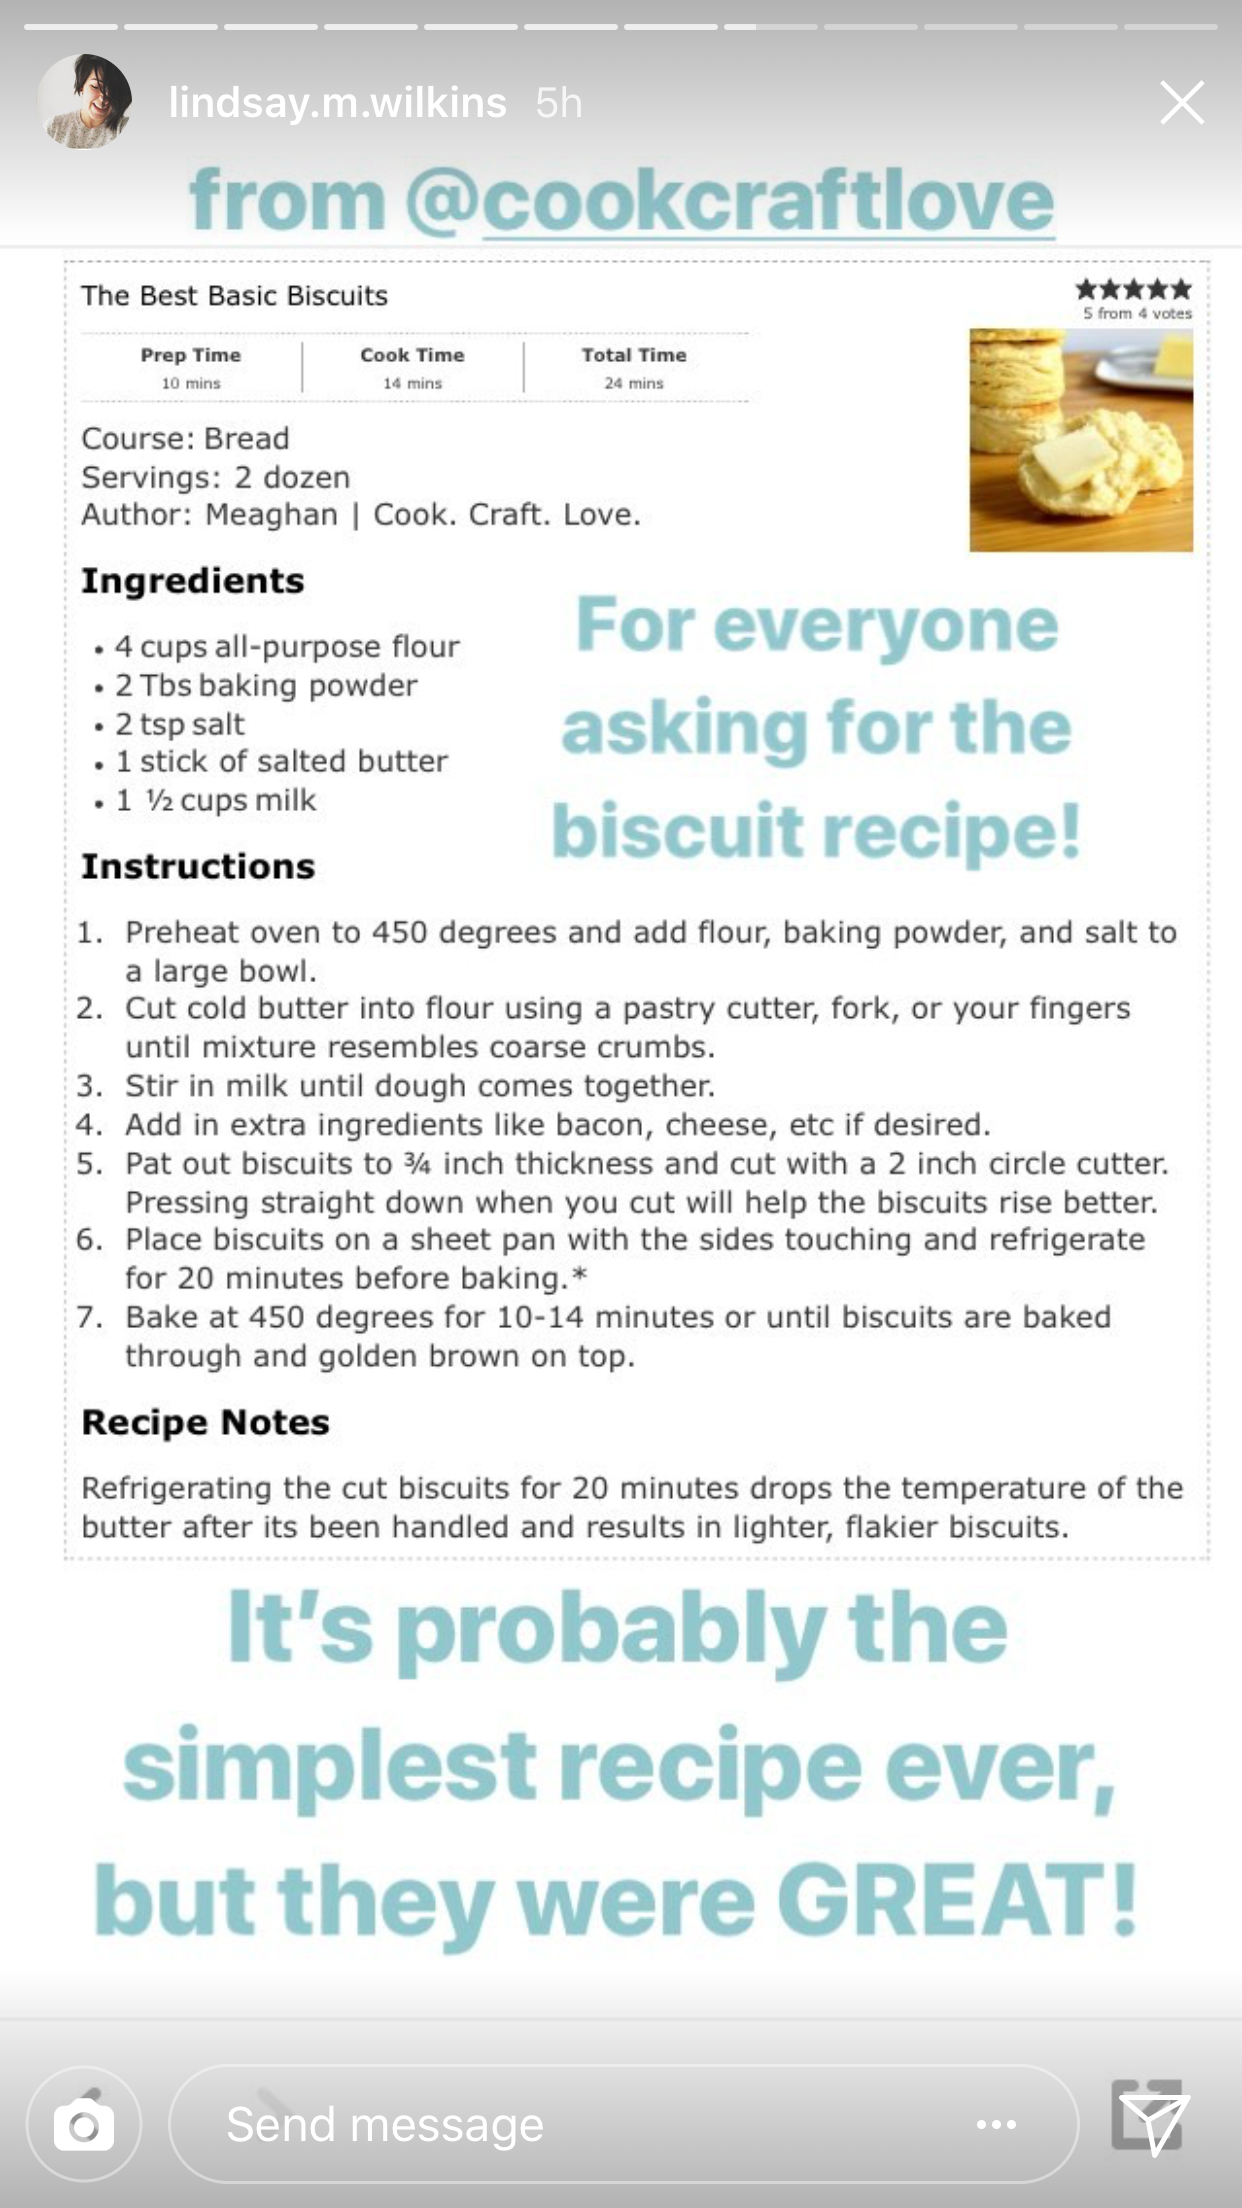 lindsay.m.wilkins 5h
from @cookcraftlove
The Best Basic Biscuits
5 from 4 votes
Prep Time
10 mins
Cook Time
14 mins
Total Time
24 mins
Course: Bread
Servings: 2 dozen
Author: Meaghan | Cook. Craft. Love.
Ingredients
• 4 cups all-purpose flour
• 2 Tbs baking powder
• 2 tsp salt
• 1 stick of salted butter
• 1 ½ cups milk
For everyone
asking for the
biscuit recipe!
Instructions
1. Preheat oven to 450 degrees and add flour, baking powder, and salt to
a large bowl.
2. Cut cold butter into flour using a pastry cutter, fork, or your fingers
until mixture resembles coarse crumbs.
3. Stir in milk until dough comes together.
4. Add in extra ingredients like bacon, cheese, etc if desired.
5. Pat out biscuits to ¾ inch thickness and cut with a 2 inch circle cutter.
Pressing straight down when you cut will help the biscuits rise better.
6. Place biscuits on a sheet pan with the sides touching and refrigerate
for 20 minutes before baking.*
7. Bake at 450 degrees for 10-14 minutes or until biscuits are baked
through and golden brown on top.
Recipe Notes
Refrigerating the cut biscuits for 20 minutes drops the temperature of the
butter after its been handled and results in lighter, flakier biscuits.
It's probably the
simplest recipe ever,
but they were GREAT!
Send message